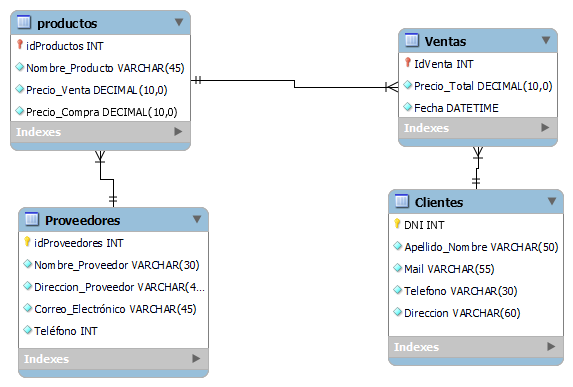 productos
idProductos INT
Nombre_Producto VARCHAR(45)
Precio_Venta DECIMAL(10,0)
Precio_Compra DECIMAL(10,0)
Indexes
Ventas
IdVenta INT
Precio_Total DECIMAL(10,0)
Fecha DATETIME
Indexes
Proveedores
idProveedores INT
Nombre_Proveedor VARCHAR(30)
Direccion_Proveedor VARCHAR(4...
Correo_Electrónico VARCHAR(45)
Teléfono INT
Indexes
Clientes
DNI INT
Apellido_Nombre VARCHAR(50)
Mail VARCHAR(55)
Telefono VARCHAR(30)
Direccion VARCHAR(60)
Indexes